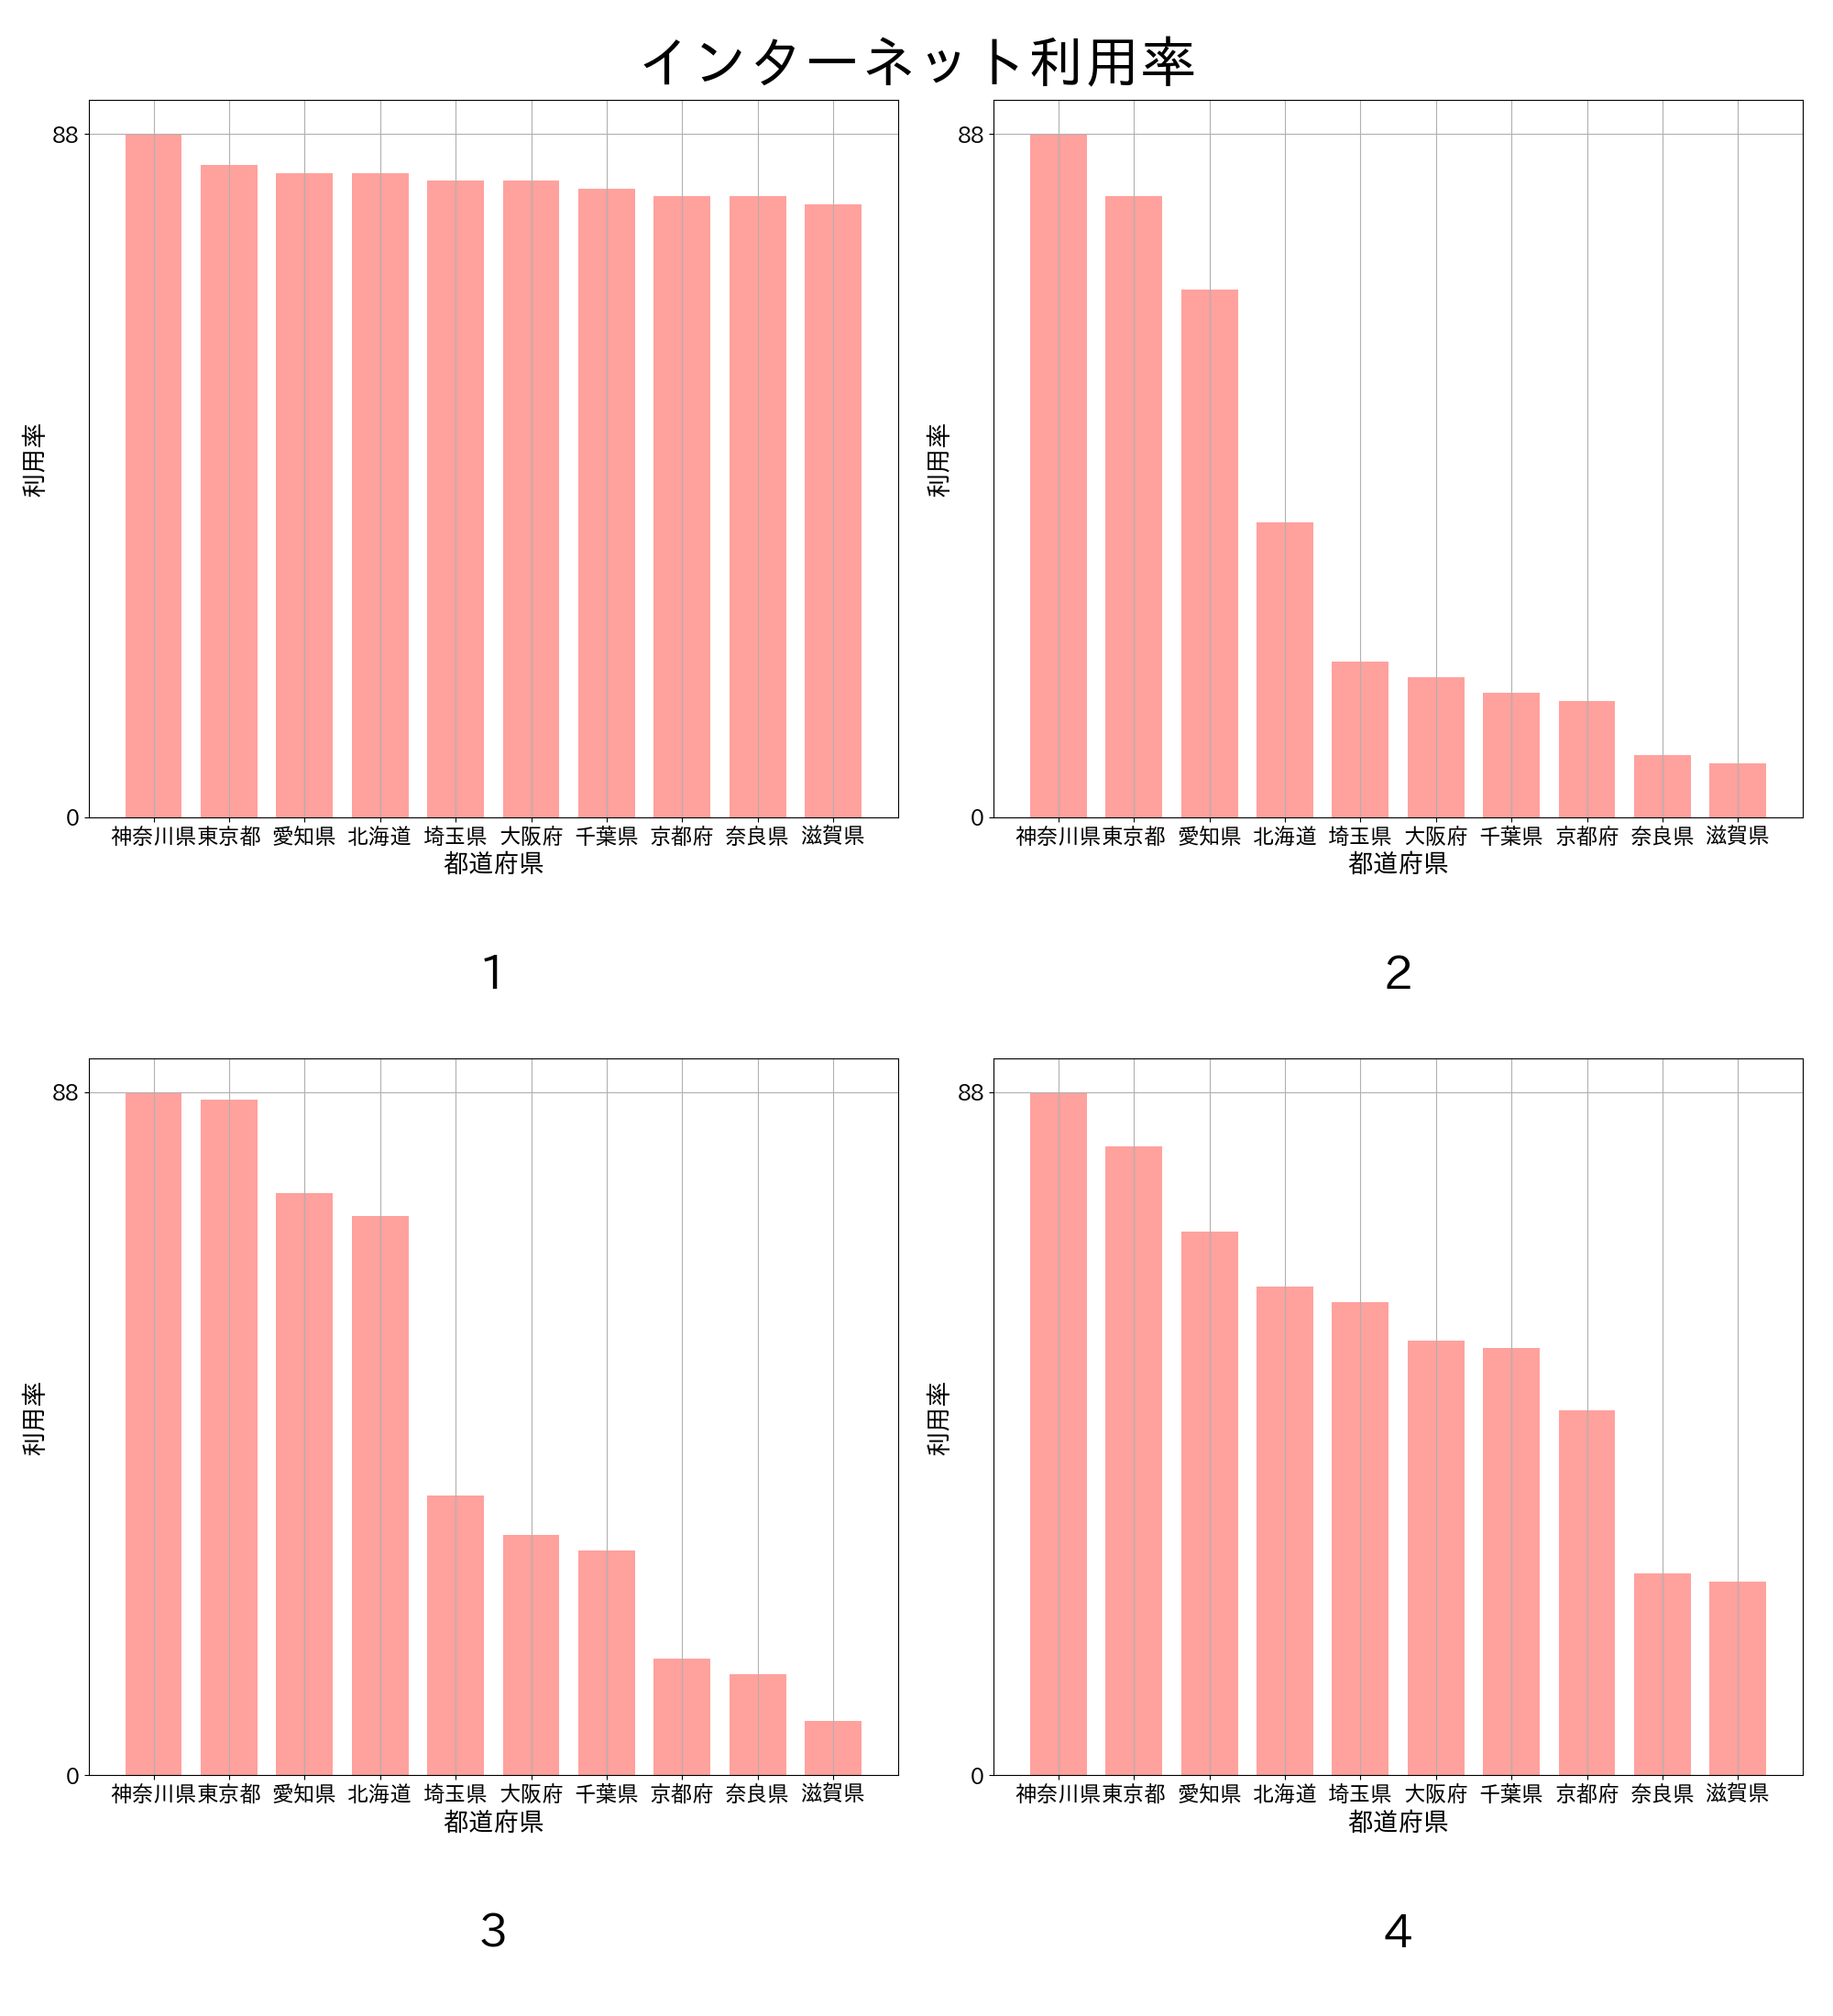 インターネット利用率
88
0
利用率
神奈川県 東京都 愛知県 北海道 埼玉県 大阪府 千葉県 京都府 奈良県 滋賀県
都道府県
1
88
0
利用率
神奈川県 東京都 愛知県 北海道 埼玉県 大阪府 千葉県 京都府 奈良県 滋賀県
都道府県
2
88
0
利用率
神奈川県 東京都 愛知県 北海道 埼玉県 大阪府 千葉県 京都府 奈良県 滋賀県
都道府県
3
88
0
利用率
神奈川県 東京都 愛知県 北海道 埼玉県 大阪府 千葉県 京都府 奈良県 滋賀県
都道府県
4